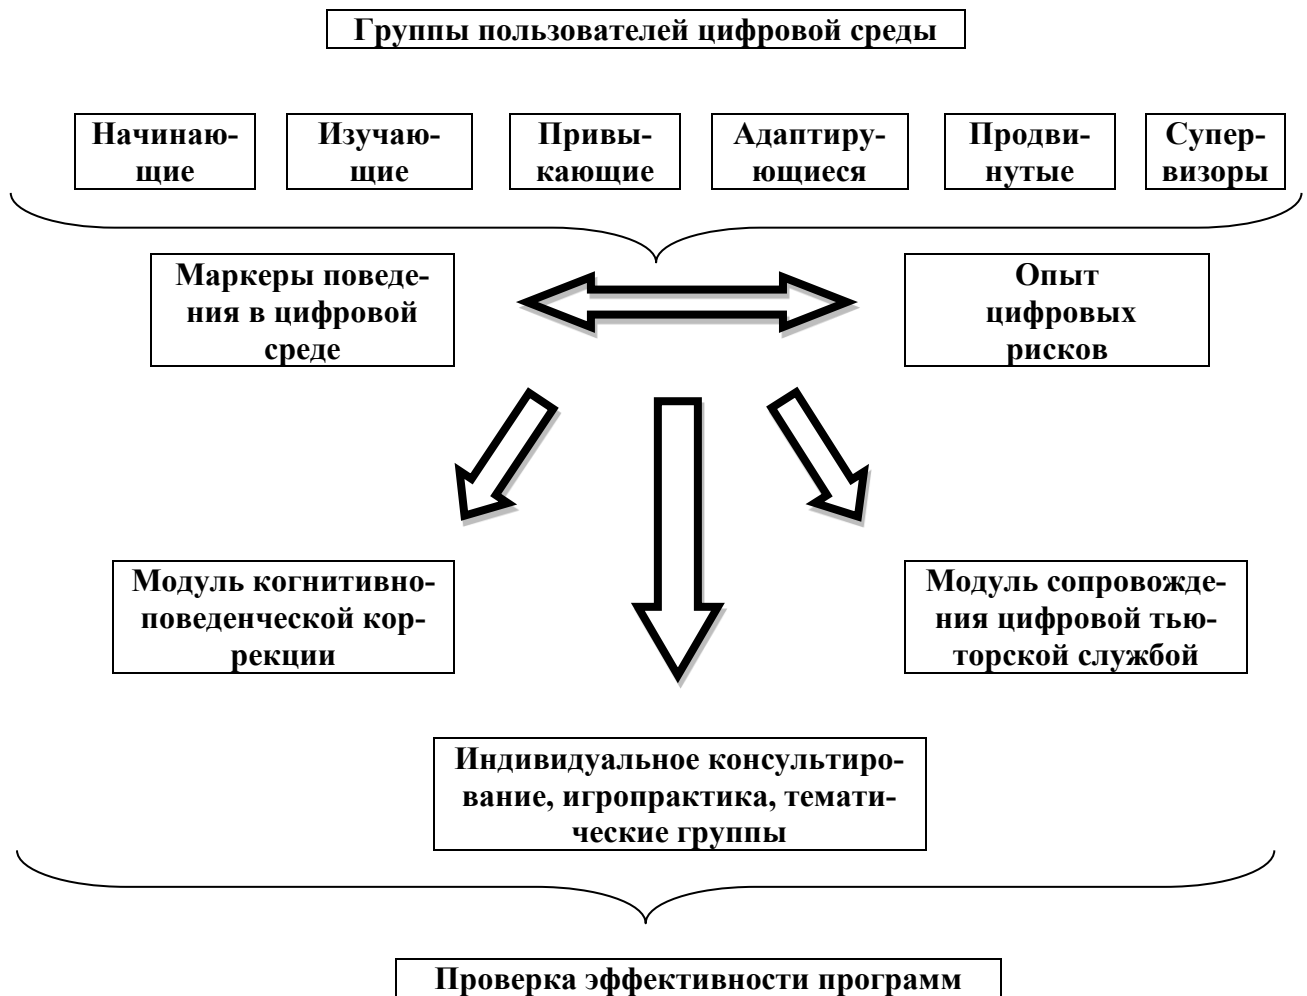 Группы пользователей цифровой среды
Начинаю-
щие
Изучаю-
щие
Привы-
кающие
Адаптиру-
ющиеся
Продви-
нутые
Супер-
визоры
Маркеры поведе-
ния в цифровой
среде
Опыт
цифровых
рисков
Модуль когнитивно-
поведенческой кор-
рекции
Модуль сопровожде-
ния цифровой тью-
торской службой
Индивидуальное консультиро-
вание, игропрактика, темати-
ческие группы
Проверка эффективности программ